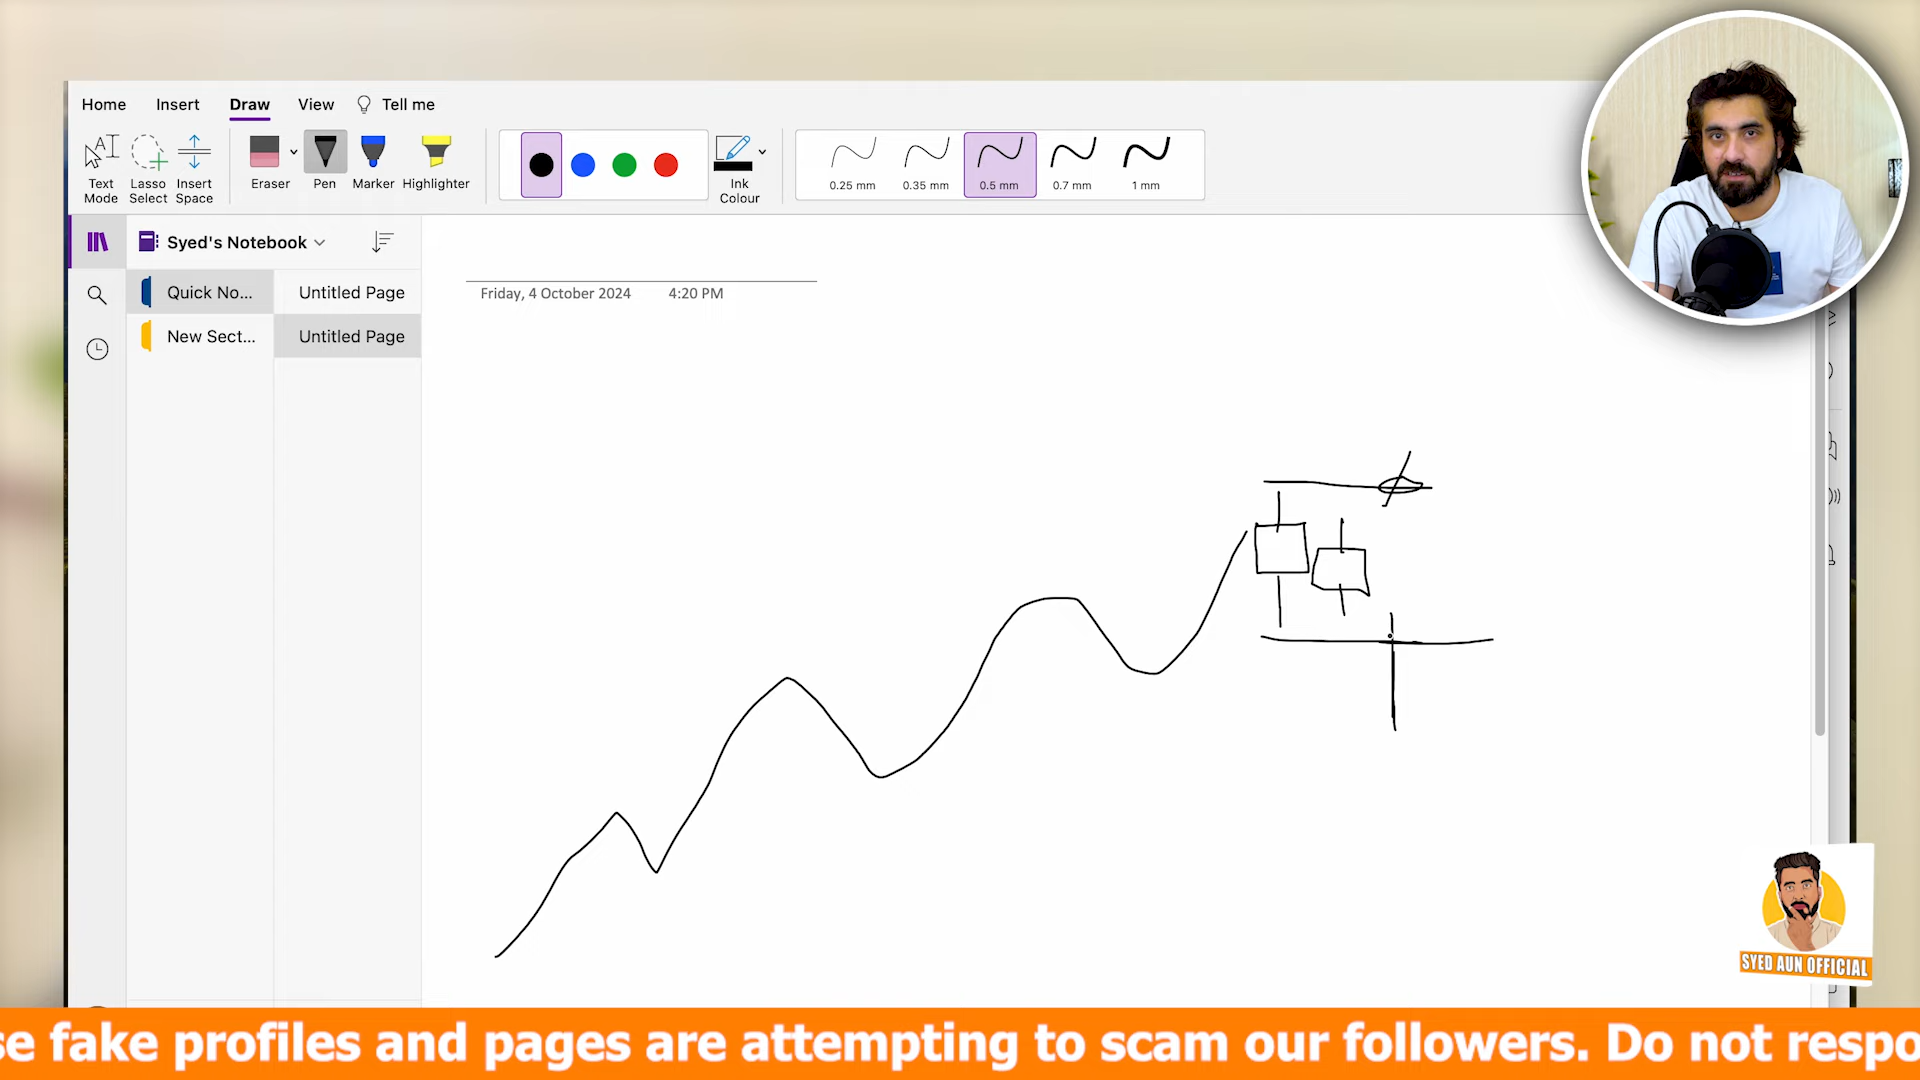 Home Insert Draw View Tell me
Text Mode
Lasso Select
Insert Space
Eraser
Pen
Marker
Highlighter
Ink Colour
0.25 mm
0.35 mm
0.5 mm
0.7 mm
1 mm
Syed's Notebook
Quick No...
Untitled Page
New Sect...
Untitled Page
Friday, 4 October 2024 4:20 PM
SYED AUN OFFICIAL
se fake profiles and pages are attempting to scam our followers. Do not respo